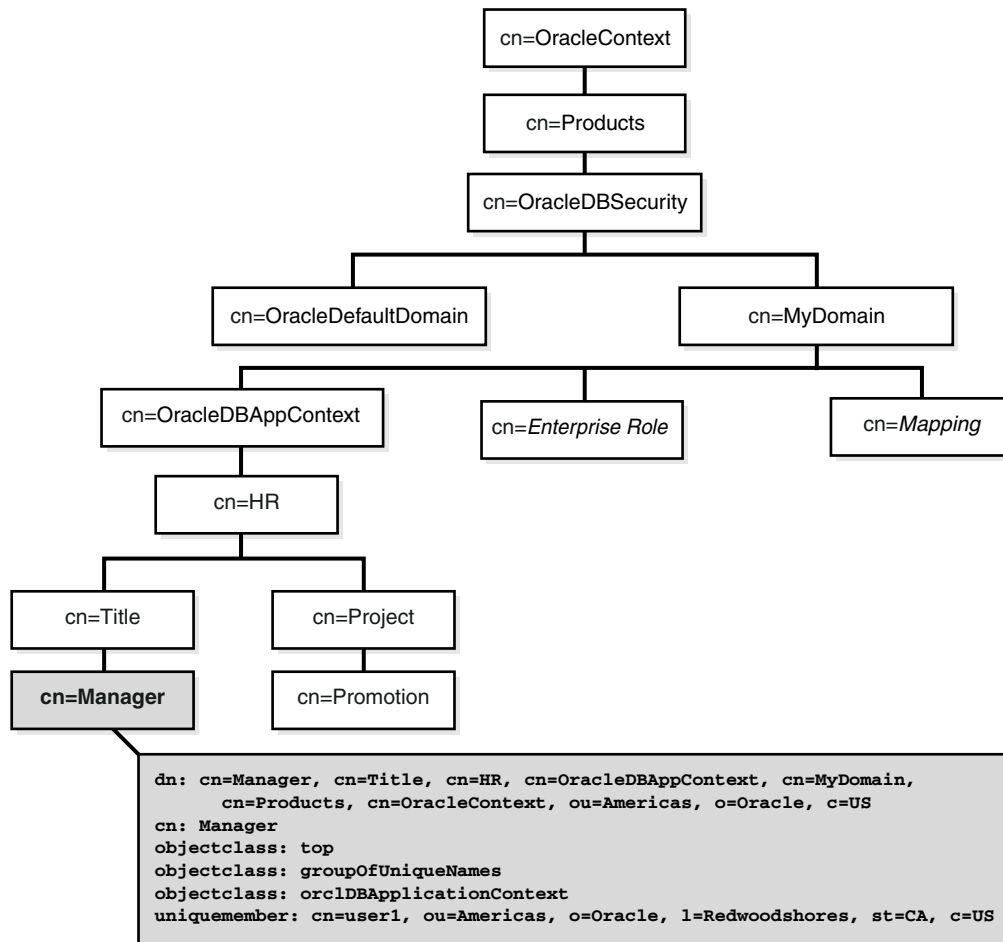 cn=OracleContext
cn=Products
cn=OracleDBSecurity
cn=OracleDefaultDomain
cn=MyDomain
cn=OracleDBAppContext
cn=Enterprise Role
cn=Mapping
cn=HR
cn=Title
cn=Project
cn=Manager
cn=Promotion
dn: cn=Manager, cn=Title, cn=HR, cn=OracleDBAppContext, cn=MyDomain,
cn=Products, cn=OracleContext, ou=Americas, o=Oracle, c=US
cn: Manager
objectclass: top
objectclass: groupOfUniqueNames
objectclass: orclDBApplicationContext
uniquemember: cn=user1, ou=Americas, o=Oracle, l=Redwoodshores, st=CA, c=US